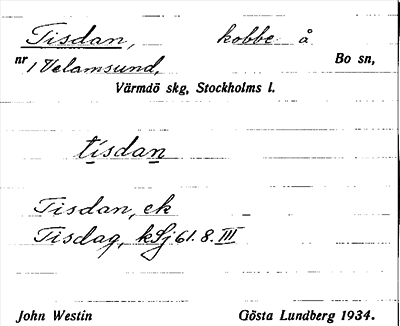 Tisdan, kobbe å
nr 1 Velamsund, Bo sn,
Värmdö skg, Stockholms l.
tisdan
Tisdan, ek
Tisdag, kSj 61.8.III
John Westin Gösta Lundberg 1934.